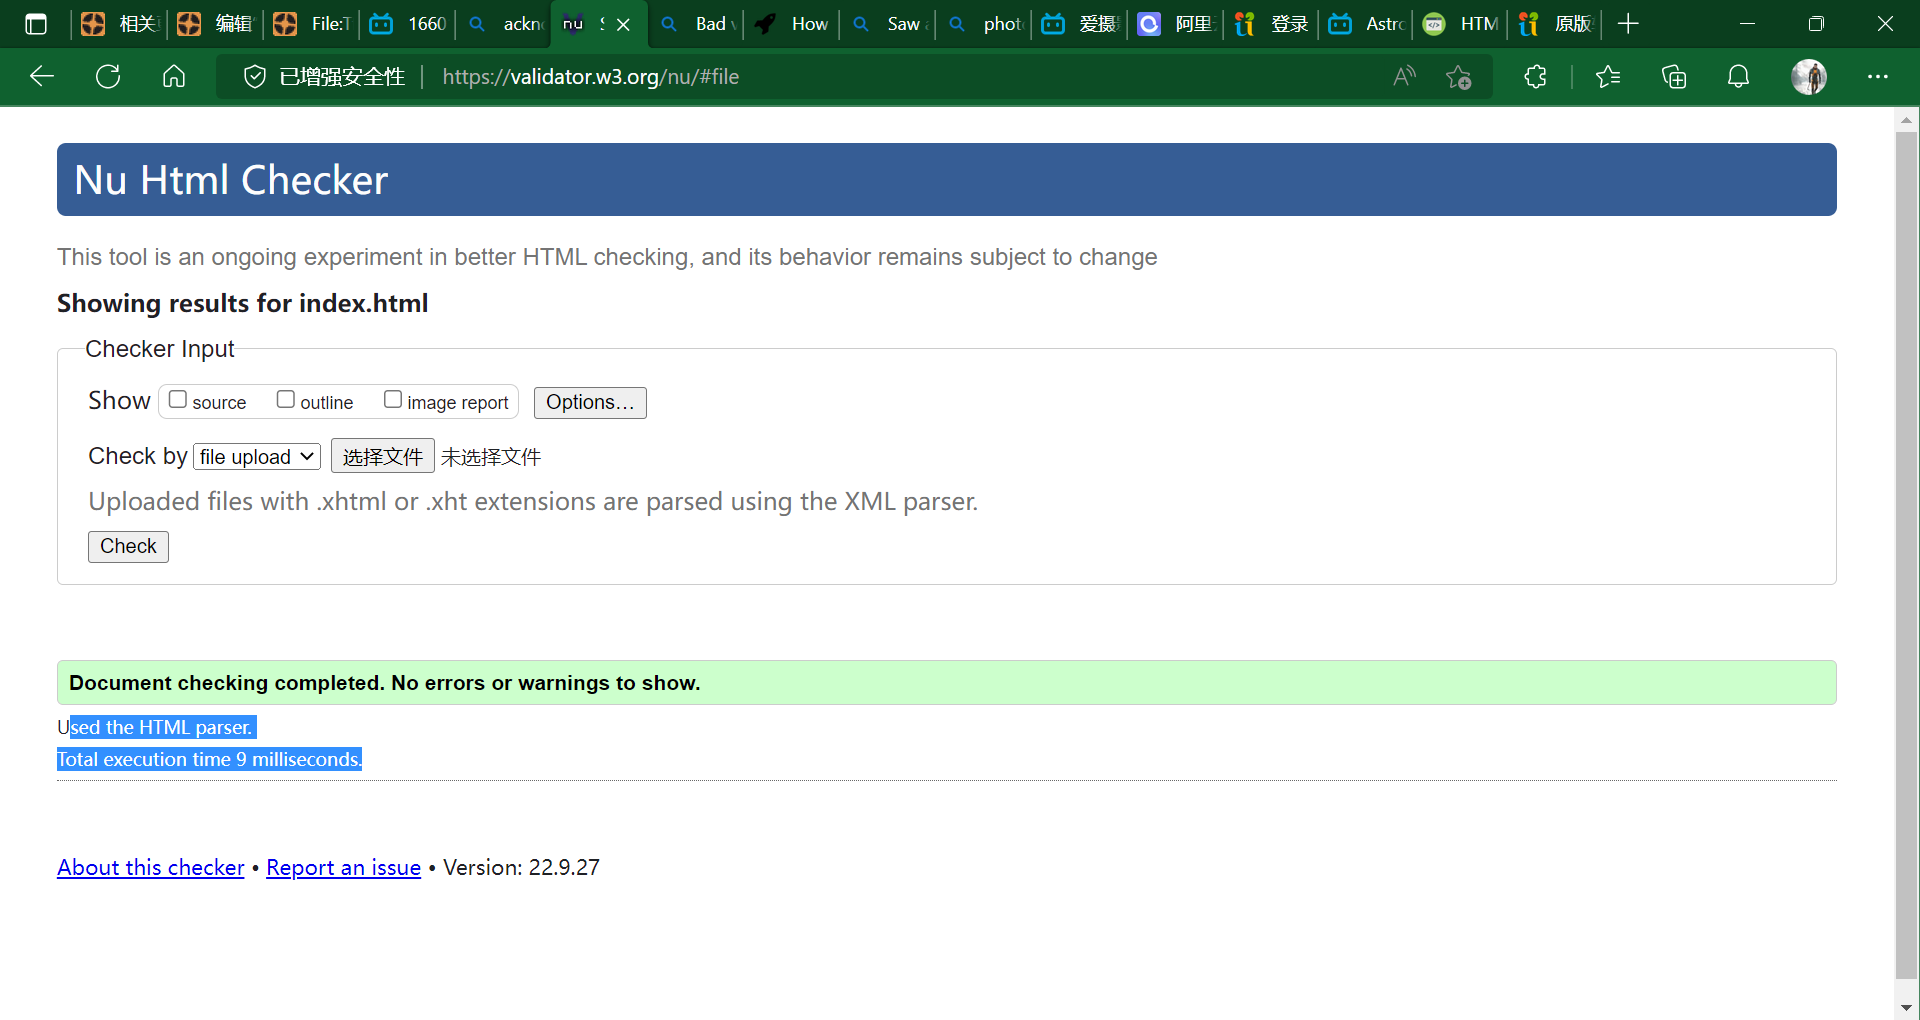 相关 编辑 File:T 1660 ackn nu Bad How Saw phot 爱摄 阿里 登录 Astro HTM 原版
已增强安全性 https://validator.w3.org/nu/#file
Nu Html Checker
This tool is an ongoing experiment in better HTML checking, and its behavior remains subject to change
Showing results for index.html
Checker Input
Show source outline image report Options…
Check by file upload 选择文件 未选择文件
Uploaded files with .xhtml or .xht extensions are parsed using the XML parser.
Check
Document checking completed. No errors or warnings to show.
Used the HTML parser.
Total execution time 9 milliseconds.
About this checker • Report an issue • Version: 22.9.27